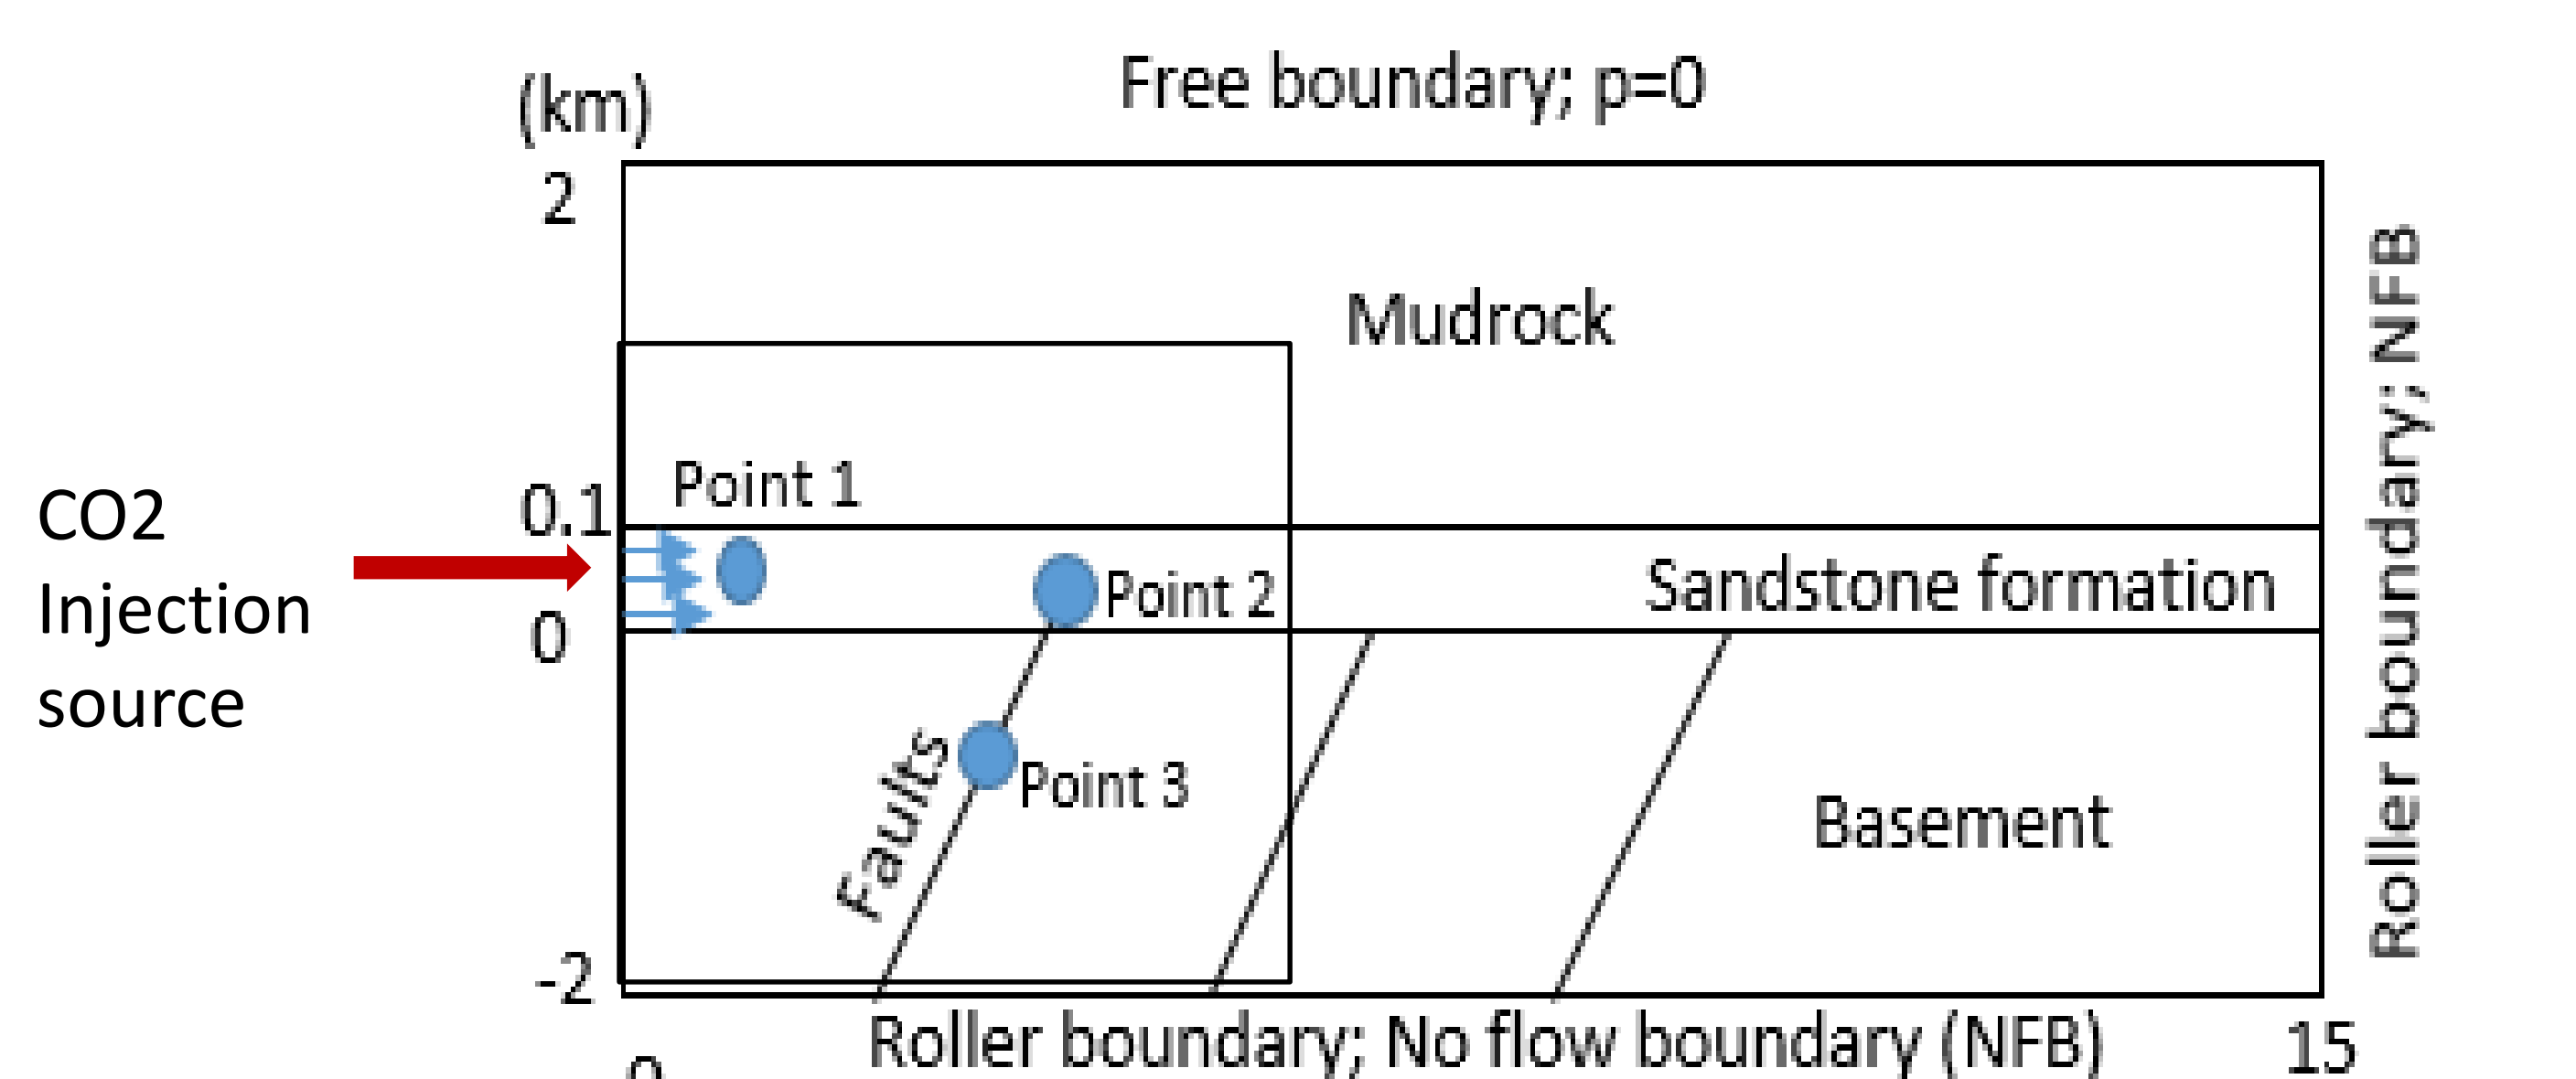 Free boundary; p=0
(km)
2
Mudrock
Roller boundary; NFB
Point 1
0.1
CO2
Injection
source
Point 2
Sandstone formation
0
Faults
Point 3
Basement
-2
Roller boundary; No flow boundary (NFB)
15
0